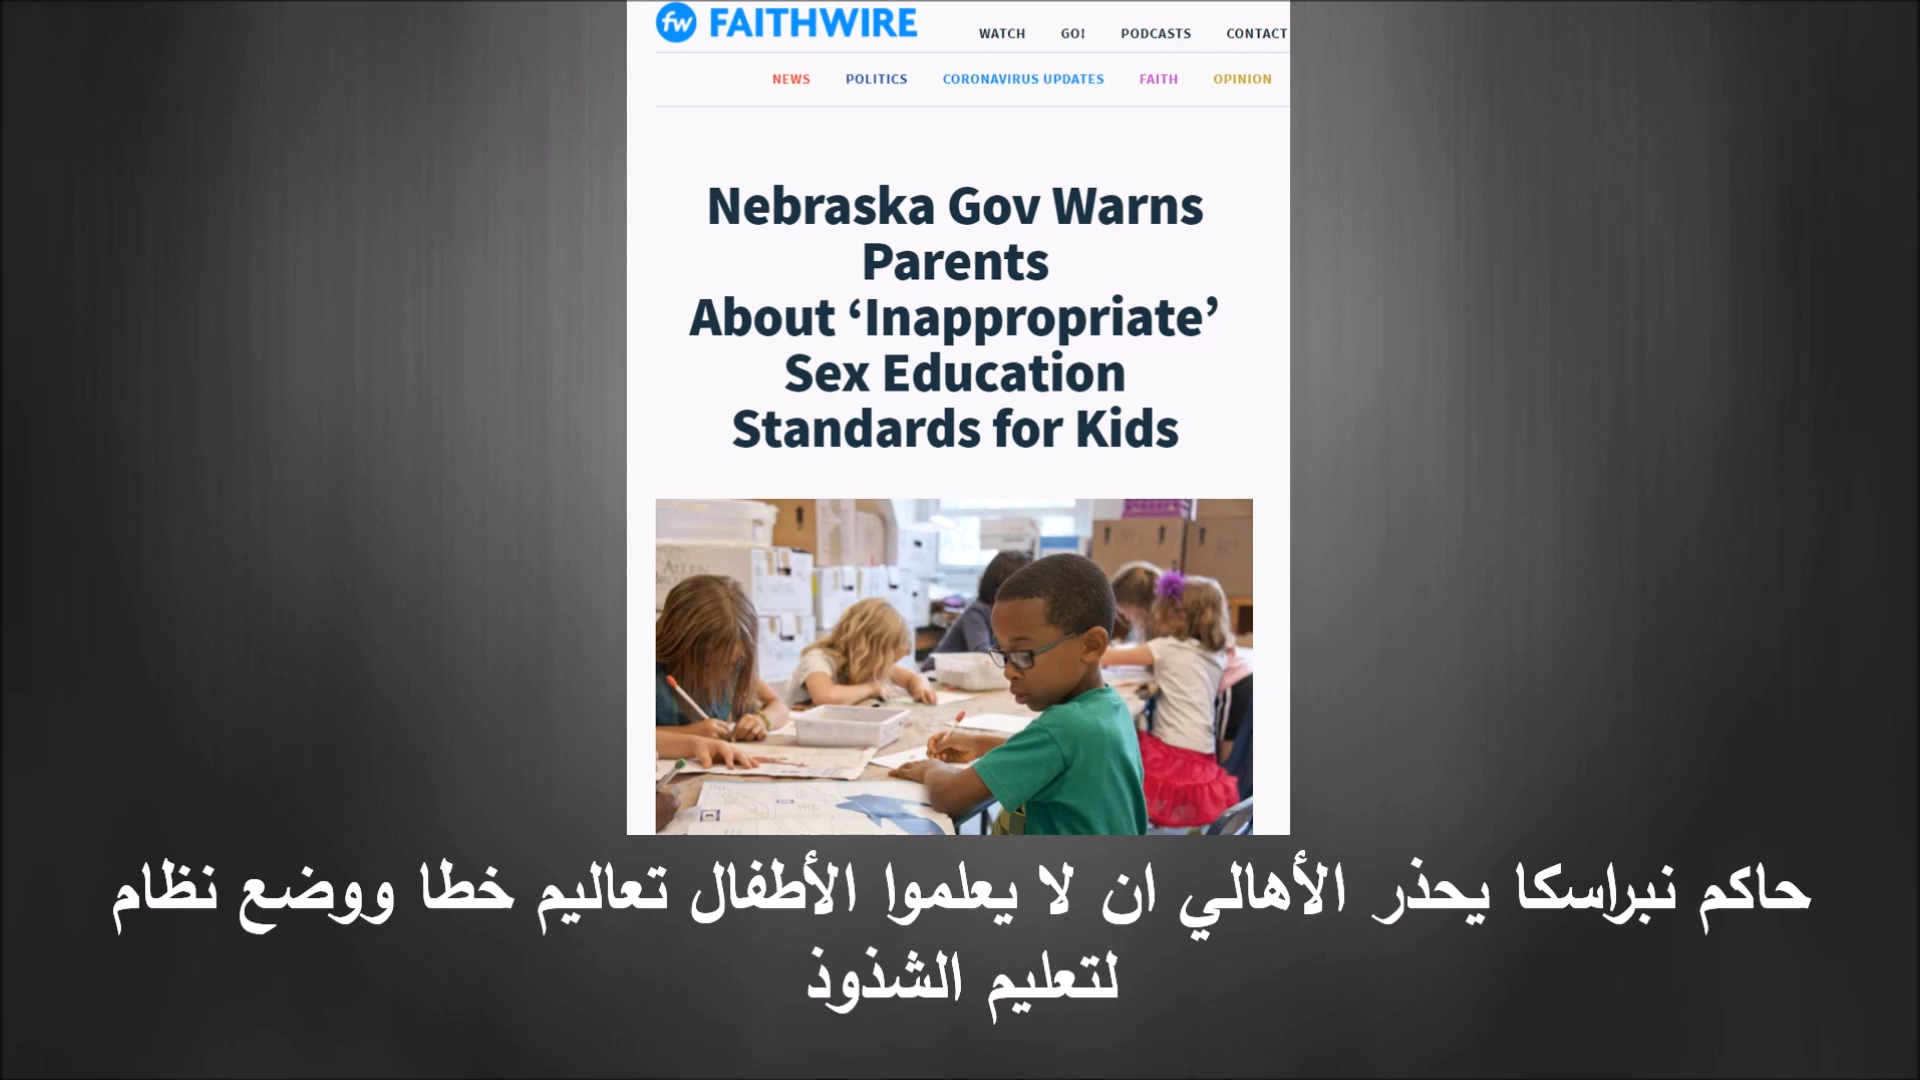 fw FAITHWIRE
WATCH GO! PODCASTS CONTACT
NEWS POLITICS CORONAVIRUS UPDATES FAITH OPINION
Nebraska Gov Warns
Parents
About ‘Inappropriate’
Sex Education
Standards for Kids
حاكم نبراسكا يحذر الأهالي ان لا يعلموا الأطفال تعاليم خطا ووضع نظام
لتعليم الشذوذ